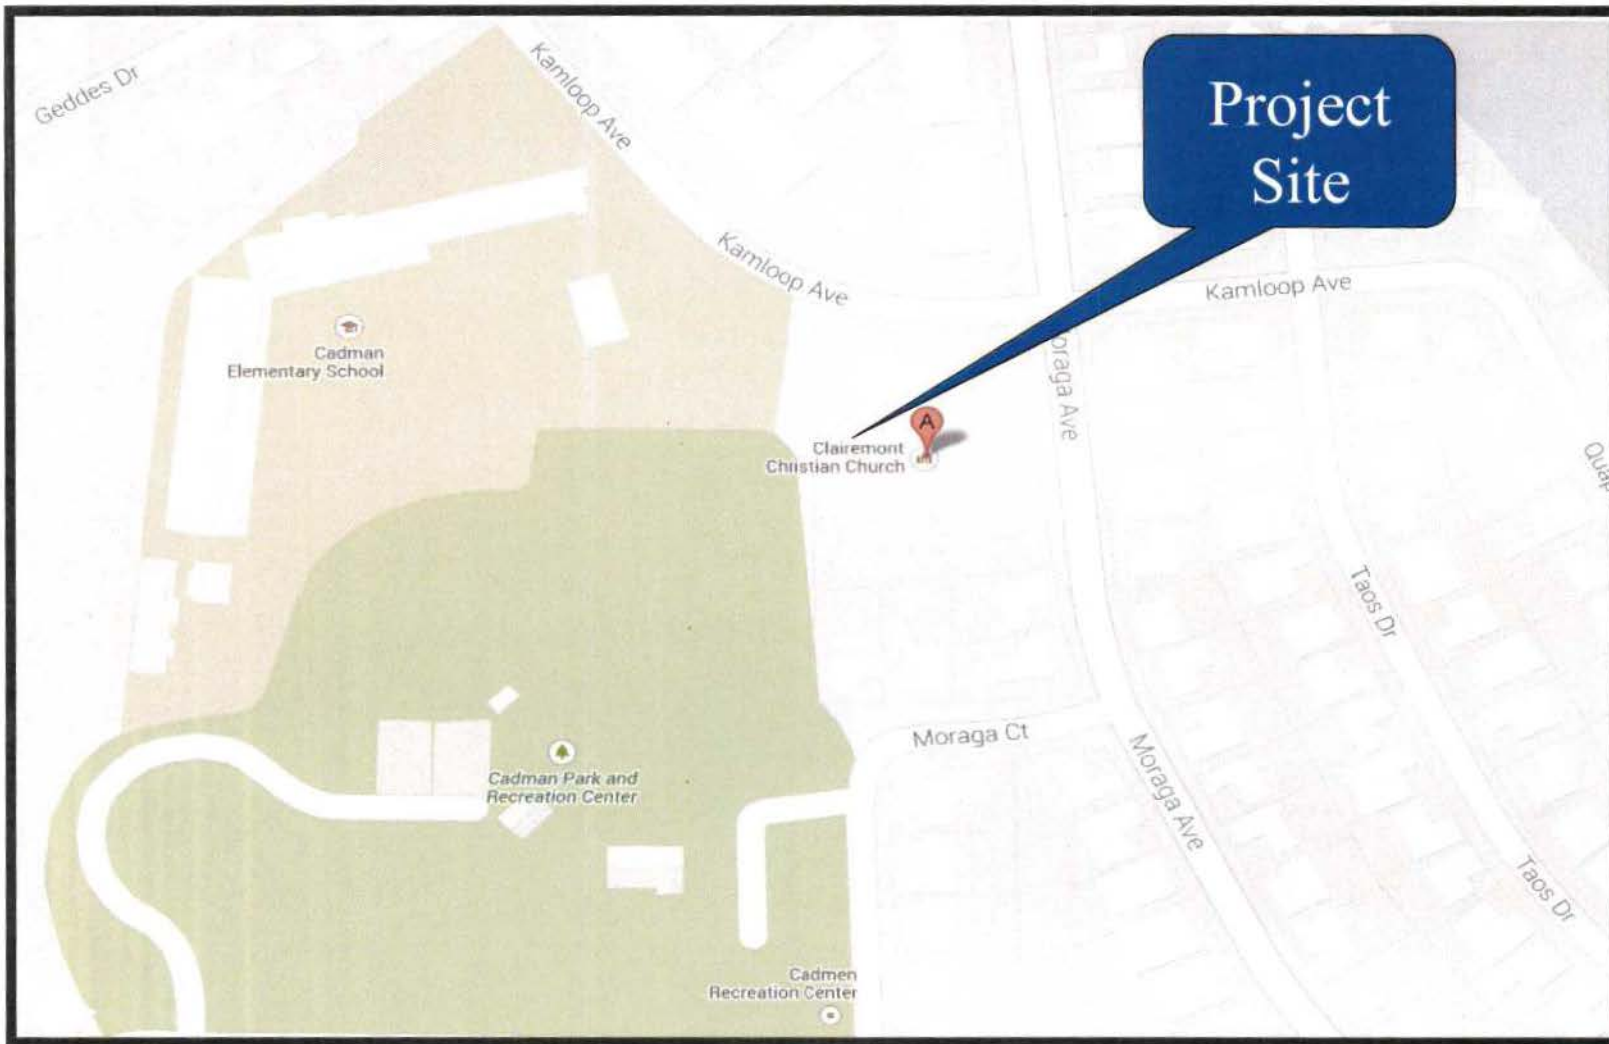 Geddes Dr
Kamloop Ave
Project
Site
Kamloop Ave
Kamloop Ave
Cadman
Elementary School
oraga Ave
A
Clairemont
Christian Church
Quap
Taos Dr
Moraga Ct
Moraga Ave
Cadman Park and
Recreation Center
Taos Dr
Cadmen
Recreation Center